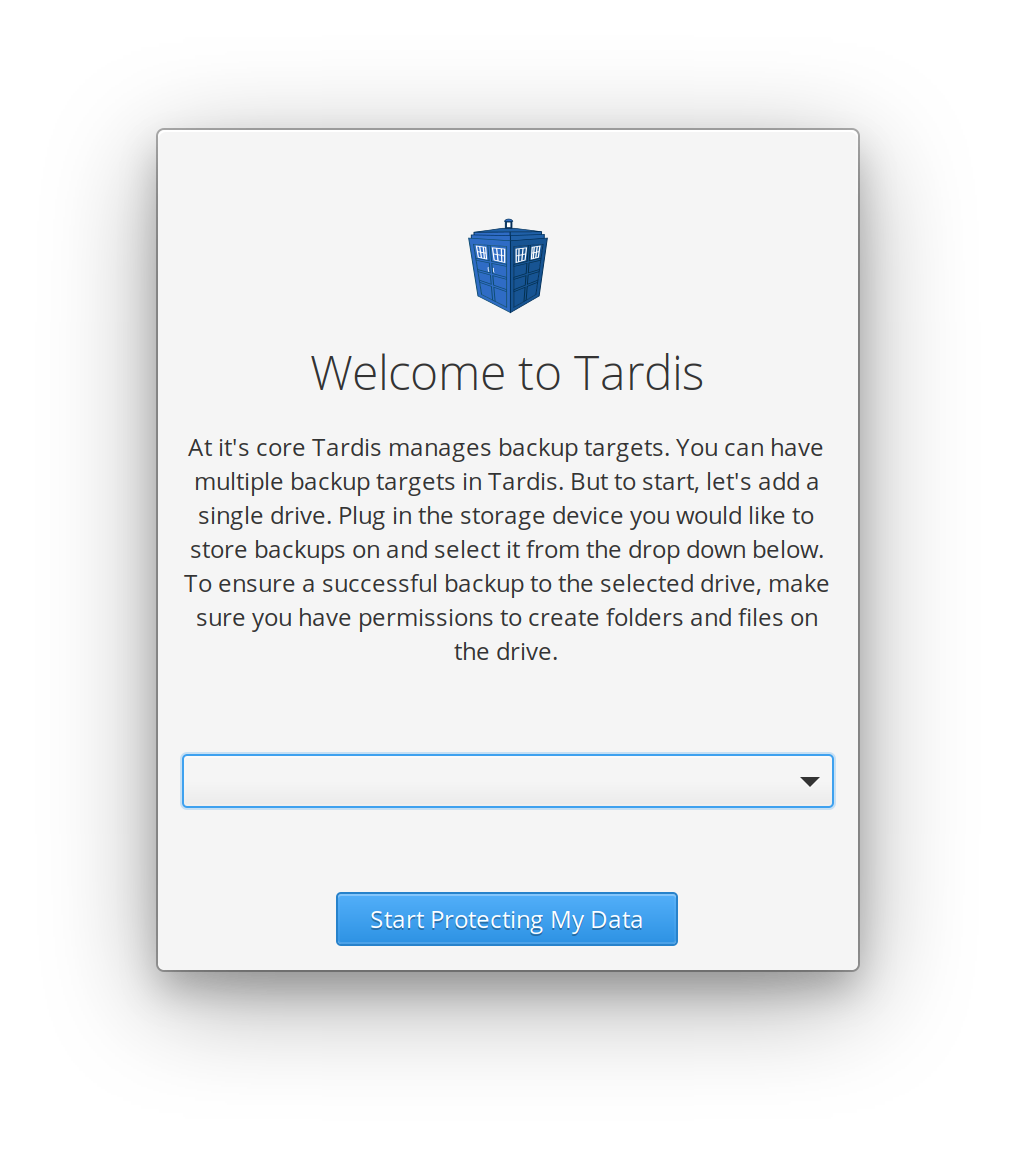 Welcome to Tardis
At it's core Tardis manages backup targets. You can have
multiple backup targets in Tardis. But to start, let's add a
single drive. Plug in the storage device you would like to
store backups on and select it from the drop down below.
To ensure a successful backup to the selected drive, make
sure you have permissions to create folders and files on
the drive.
Start Protecting My Data